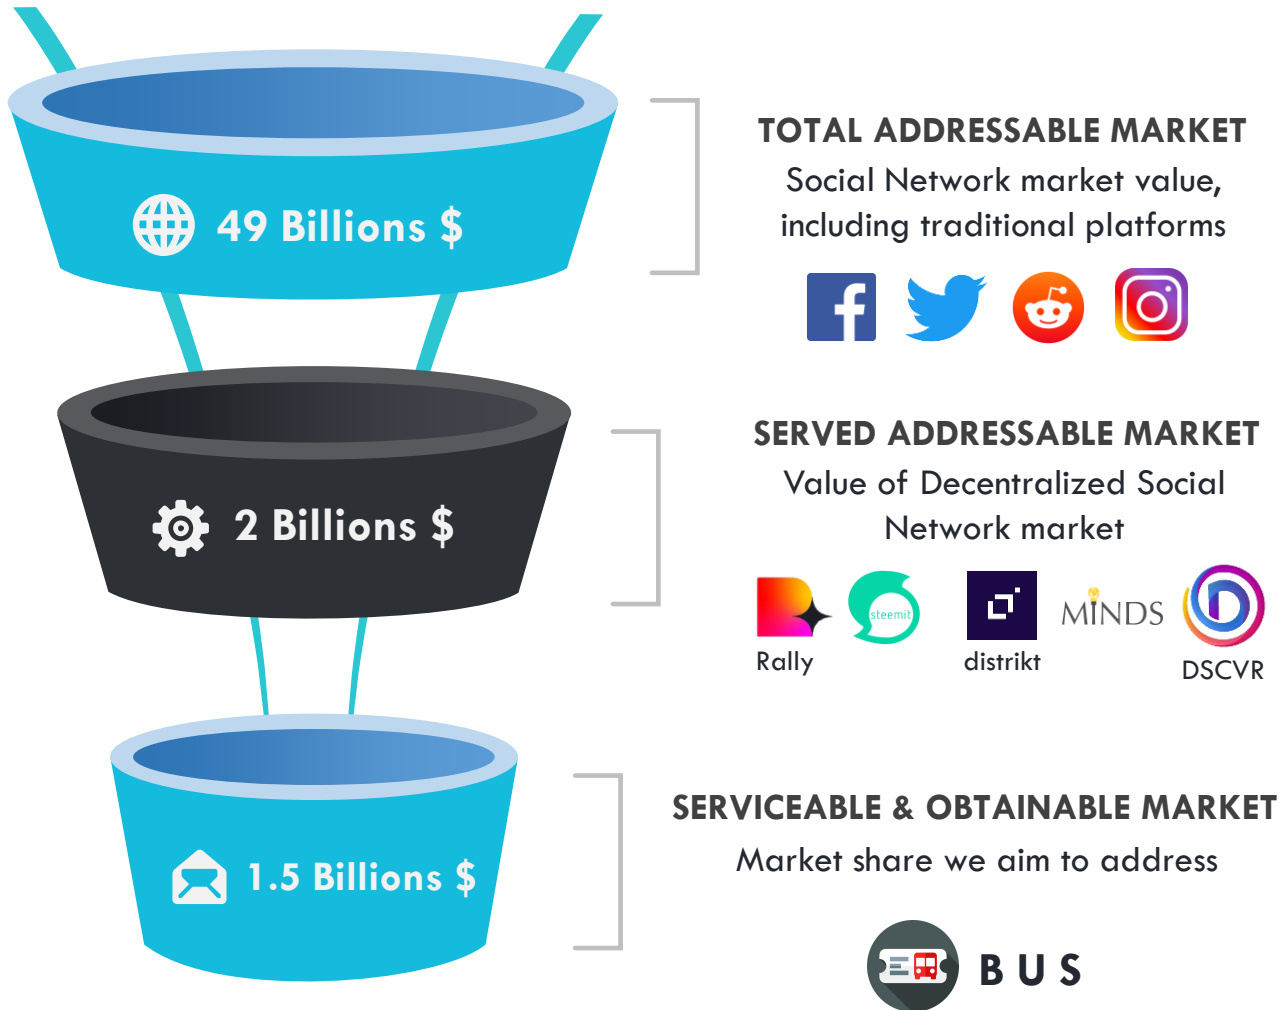 TOTAL ADDRESSABLE MARKET
Social Network market value,
including traditional platforms
49 Billions $
SERVED ADDRESSABLE MARKET
Value of Decentralized Social
Network market
2 Billions $
steemit
MINDS
Rally
distrikt
DSCVR
SERVICEABLE & OBTAINABLE MARKET
Market share we aim to address
1.5 Billions $
BUS